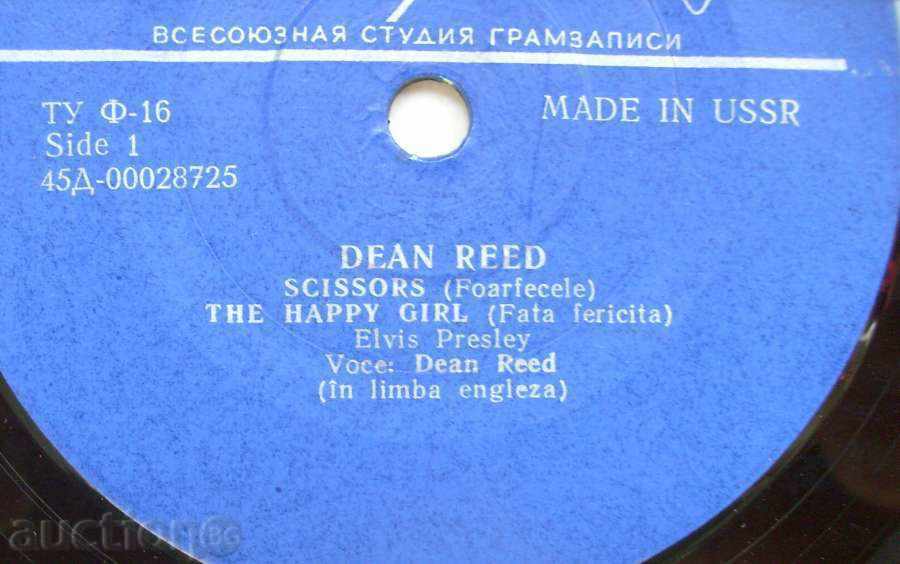 ВСЕСОЮЗНАЯ СТУДИЯ ГРАМЗАПИСИ
ТУ Ф-16
MADE IN USSR
Side 1
45Д-00028725
DEAN REED
SCISSORS (Foarfecele)
THE HAPPY GIRL (Fata fericita)
Elvis Presley
Voce: Dean Reed
(în limba engleza)
auction.bg